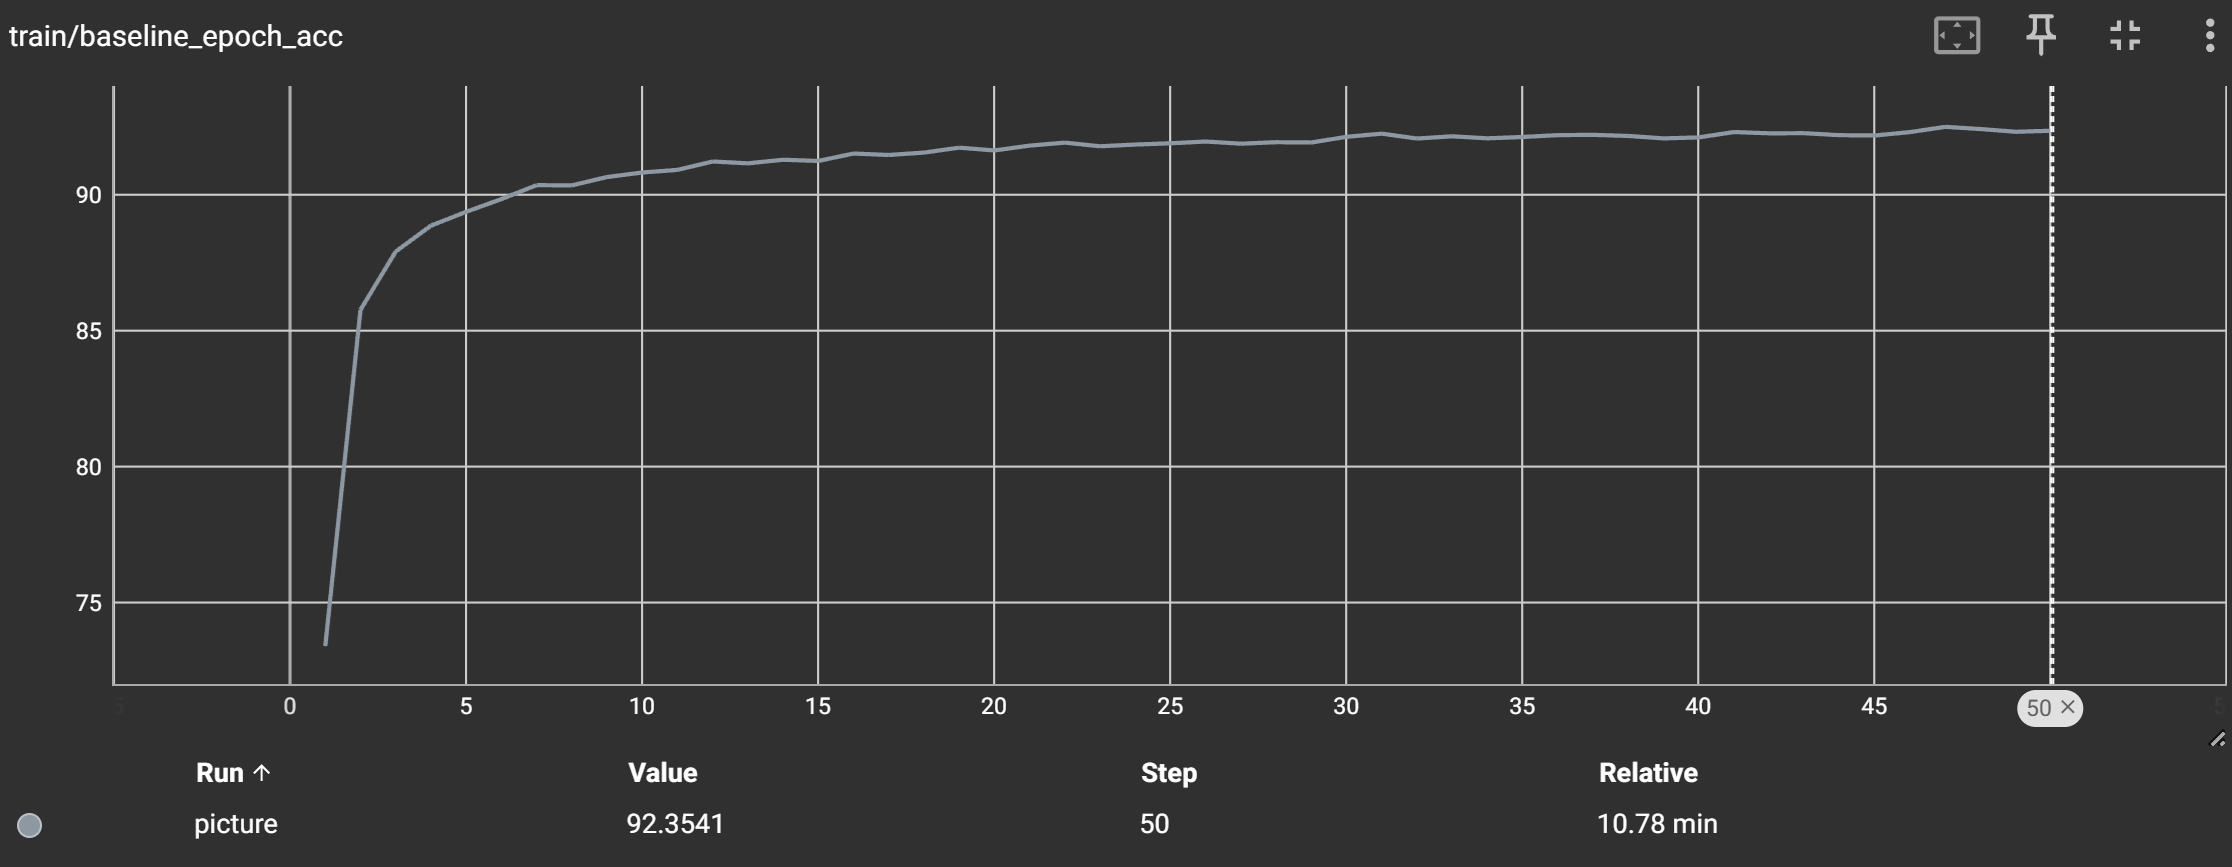 train/baseline_epoch_acc
90
85
80
75
0 5 10 15 20 25 30 35 40 45 50 ×
Run ↑ Value Step Relative
picture 92.3541 50 10.78 min